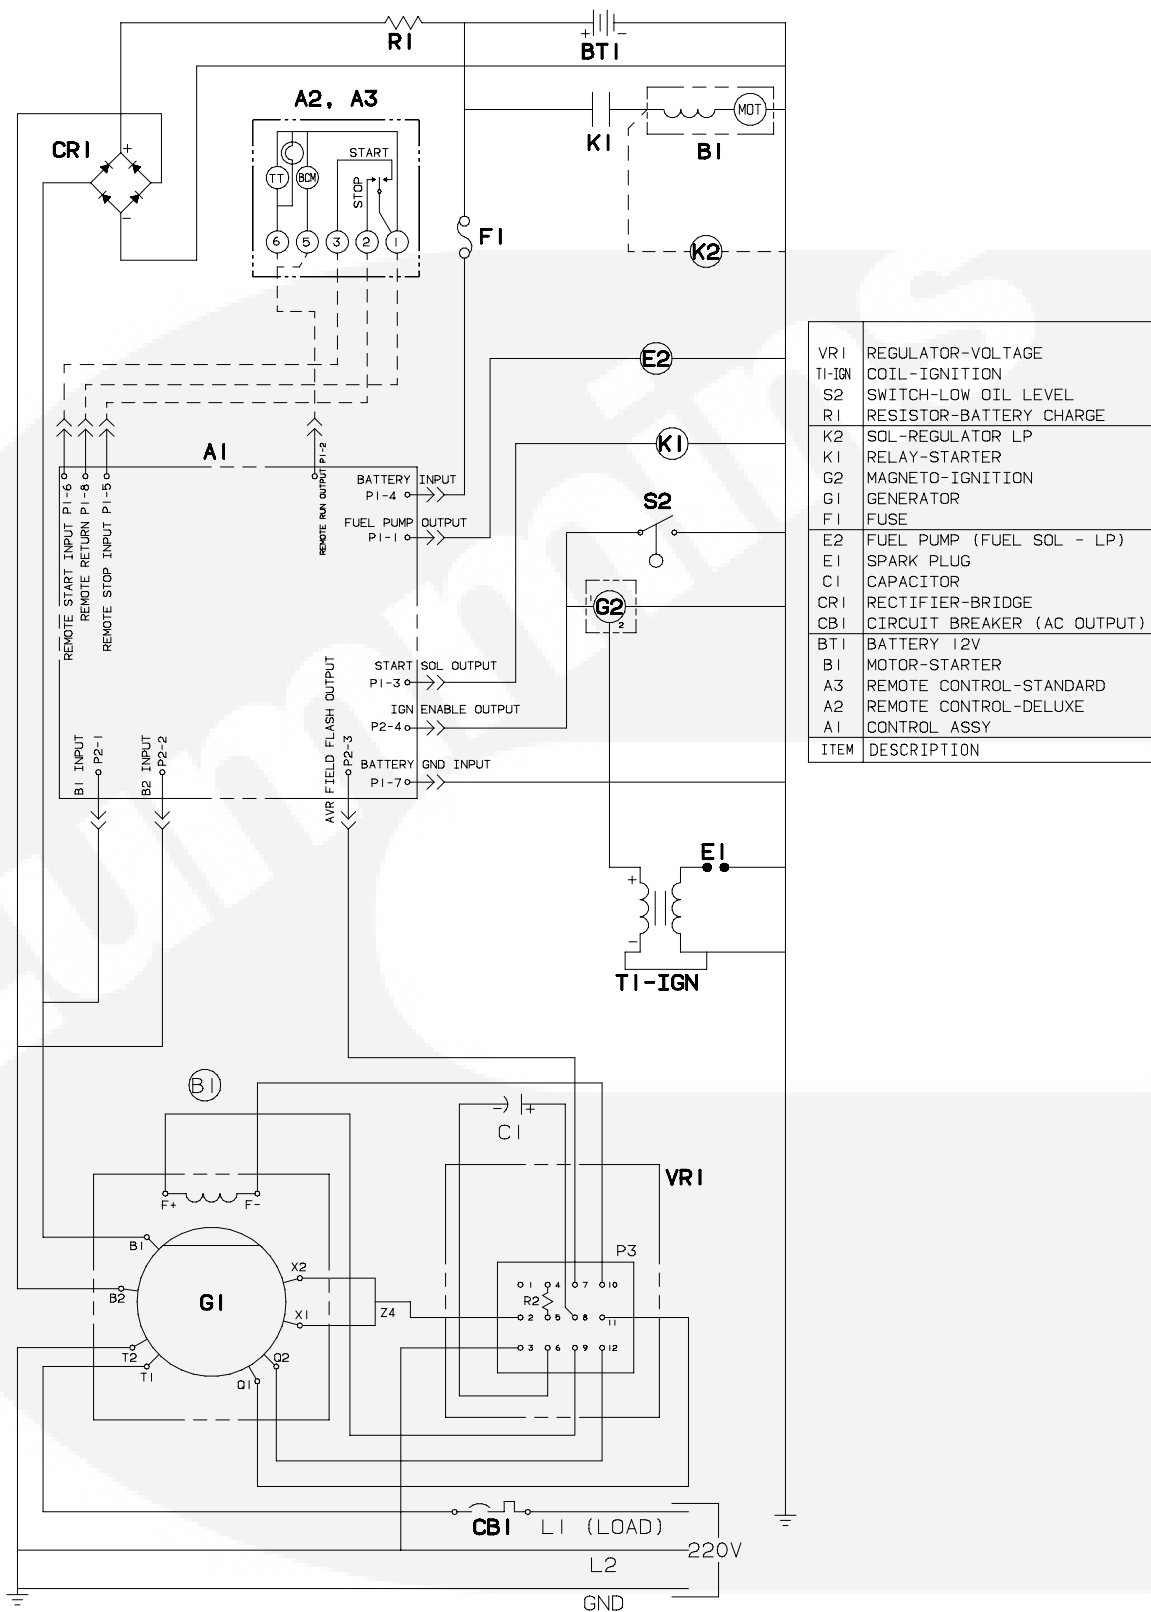 R1
+ BT1 -
A2, A3
CR1
+
-
START
STOP
TT
BCM
6 5 3 2 1
K1
MOT
B1
F1
K2
E2
K1
S2
1
G2
2
A1
REMOTE START INPUT P1-6
REMOTE RETURN P1-8
REMOTE STOP INPUT P1-5
REMOTE RUN OUTPUT P1-2
BATTERY INPUT
P1-4
FUEL PUMP OUTPUT
P1-1
START SOL OUTPUT
P1-3
IGN ENABLE OUTPUT
P2-4
BATTERY GND INPUT
P1-7
B1 INPUT
P2-1
B2 INPUT
P2-2
AVR FIELD FLASH OUTPUT
P2-3
VR1 REGULATOR-VOLTAGE
T1-IGN COIL-IGNITION
S2 SWITCH-LOW OIL LEVEL
R1 RESISTOR-BATTERY CHARGE
K2 SOL-REGULATOR LP
K1 RELAY-STARTER
G2 MAGNETO-IGNITION
G1 GENERATOR
F1 FUSE
E2 FUEL PUMP (FUEL SOL - LP)
E1 SPARK PLUG
C1 CAPACITOR
CR1 RECTIFIER-BRIDGE
CB1 CIRCUIT BREAKER (AC OUTPUT)
BT1 BATTERY 12V
B1 MOTOR-STARTER
A3 REMOTE CONTROL-STANDARD
A2 REMOTE CONTROL-DELUXE
A1 CONTROL ASSY
ITEM DESCRIPTION
E1
+
-
T1-IGN
B1
- +
C1
VR1
F+ F-
B1
B2
G1
X2
X1
Z4
T2
T1
Q2
Q1
P3
1 4 7 10
R2
2 5 8 11
3 6 9 12
CB1
L1 (LOAD)
220V
L2
GND
cummins